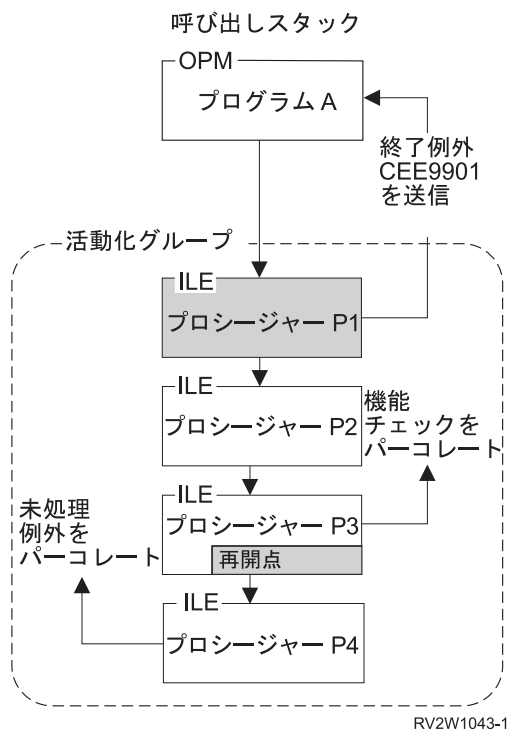 呼び出しスタック
OPM
プログラム A
終了例外
CEE9901
を送信
活動化グループ
ILE
プロシージャー P1
ILE
プロシージャー P2
機能
チェックを
パーコレート
ILE
プロシージャー P3
再開点
未処理
例外を
パーコレート
ILE
プロシージャー P4
RV2W1043-1